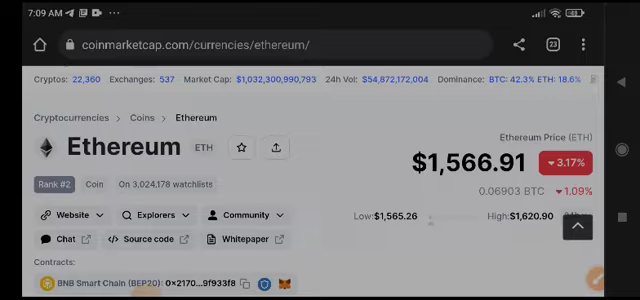 7:09 AM
coinmarketcap.com/currencies/ethereum/
23
Cryptos: 22,360 Exchanges: 537 Market Cap: $1,032,300,990,793 24h Vol: $54,872,172,004 Dominance: BTC: 42.3% ETH: 18.6%
Cryptocurrencies > Coins > Ethereum
Ethereum ETH
Ethereum Price (ETH)
$1,566.91 3.17%
Rank #2 Coin On 3,024,178 watchlists
0.06903 BTC 1.09%
Website Explorers Community
Low:$1,565.26 High:$1,620.90
Chat Source code Whitepaper
Contracts:
BNB Smart Chain (BEP20): 0x2170...9f933f8